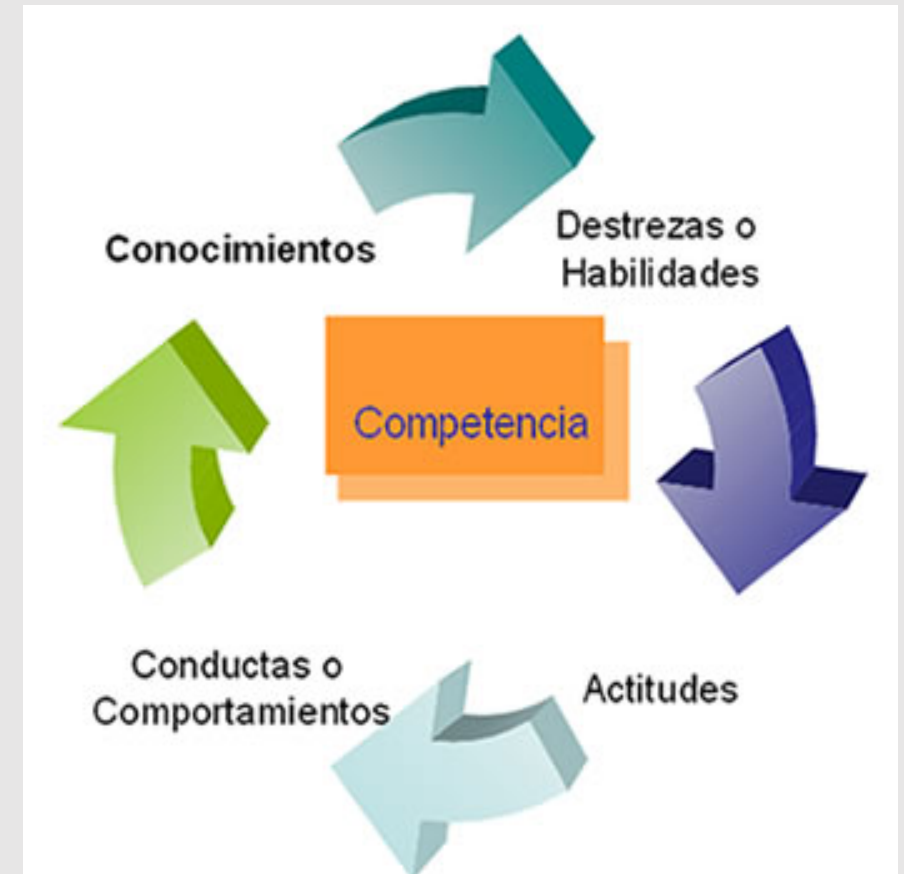 Conocimientos
Destrezas o
Habilidades
Competencia
Actitudes
Conductas o
Comportamientos